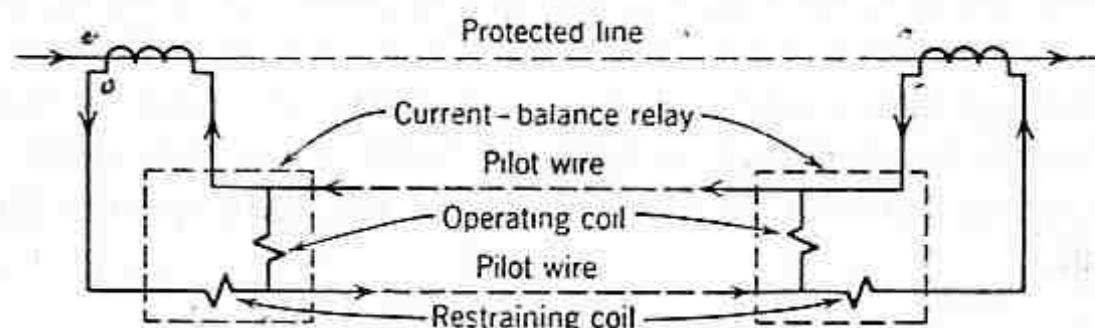 Protected line
Current-balance relay
Pilot wire
Operating coil
Pilot wire
Restraining coil